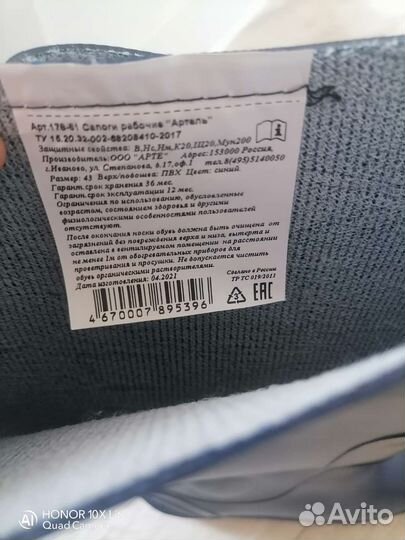 Арт.178-61 Сапоги рабочие "Артель"
ТУ 15.20.32-002-68208410-2017
Защитные свойства: В,Нс,Нм,К20,Щ20,Мун200
Производитель:ООО "АРТЕ" Адрес:153000 Россия,
г.Иваново, ул.Степанова, б.17,оф.1 тел.8(495)5140050
Размер: 43 Верх/подошва: ПВХ Цвет: синий.
Гарант.срок хранения 36 мес.
Гарант.срок эксплуатации 12 мес.
Ограничения по использованию, обусловленные
возрастом, состоянием здоровья и другими
физиологическими особенностями пользователей
отсутствуют.
После окончания носки обувь должна быть очищена от
загрязнений без повреждения верха и низа, вытерта и
оставлена в вентилируемом помещении на расстоянии
не менее 1м от обогревательных приборов для
проветривания и просушки. Не допускается чистить
обувь органическими растворителями.
Дата изготовления: 04.2021
Сделано в России
ТР ТС 019/2011
3
ЕАС
4 670007 895396
HONOR 10X Lite
Quad Camera
Avito